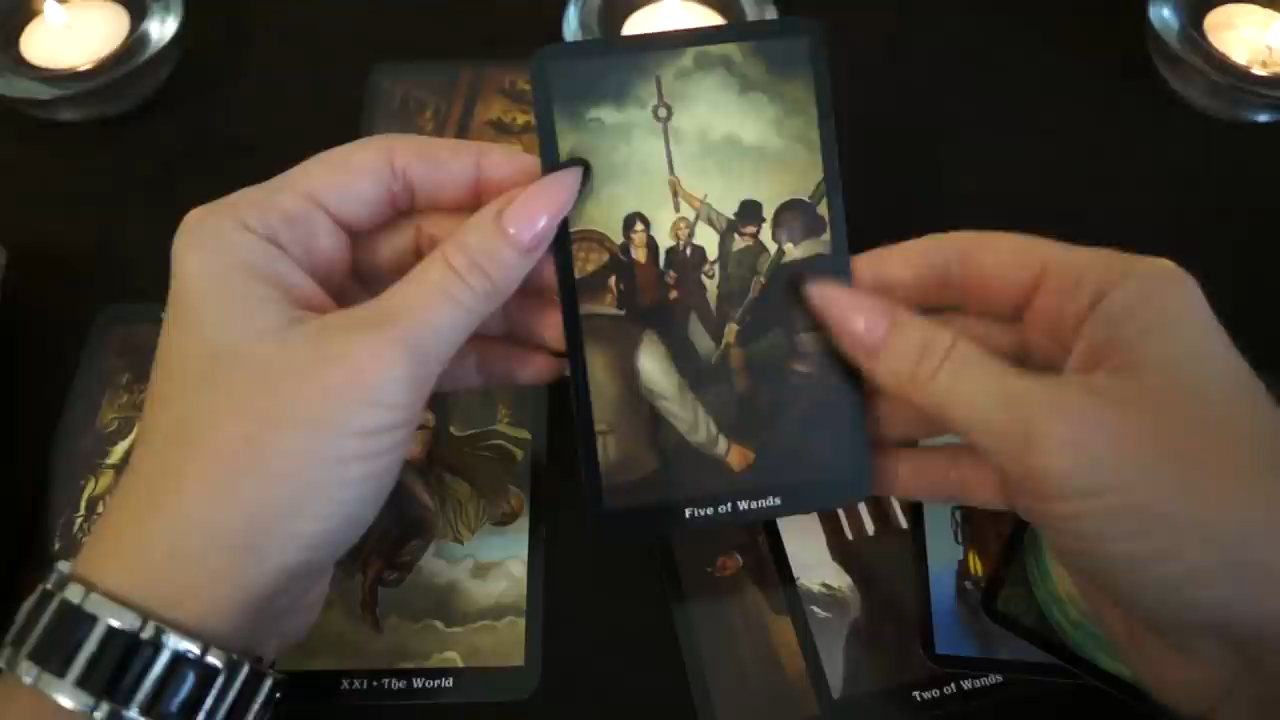 Five of Wands
XXI • The World
Two of Wands